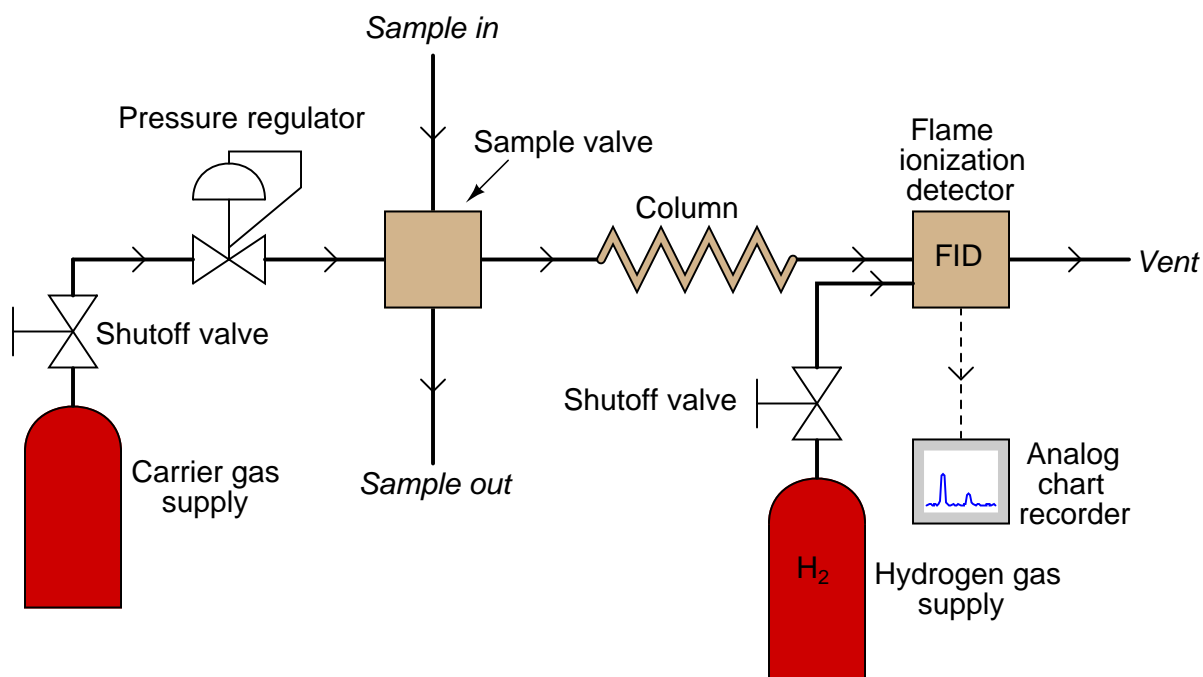 Sample in
Pressure regulator
Sample valve
Flame
ionization
detector
Column
FID
Vent
Shutoff valve
Shutoff valve
Carrier gas
supply
Sample out
Analog
chart
recorder
H₂
Hydrogen gas
supply